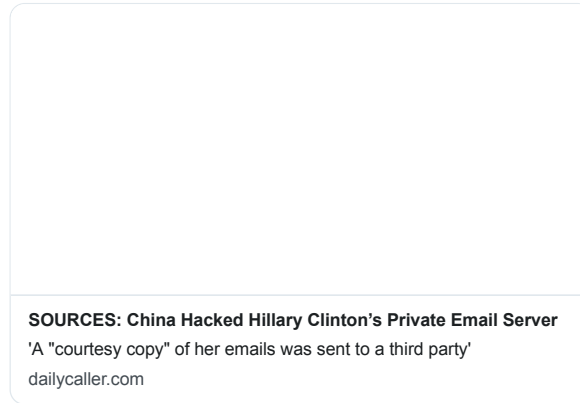 SOURCES: China Hacked Hillary Clinton’s Private Email Server
'A "courtesy copy" of her emails was sent to a third party'
dailycaller.com